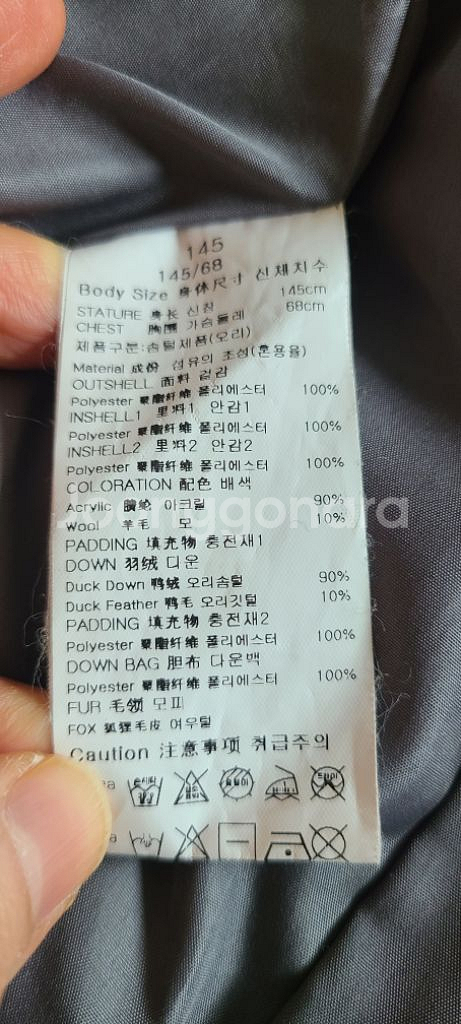 145
145/68
Body Size 身体尺寸 신체치수
STATURE 身长 신장 145cm
CHEST 胸围 가슴둘레 68cm
제품구분:솜털제품(오리)
Material 成份 섬유의 조성(혼용율)
OUTSHELL 面料 겉감
Polyester 聚酯纤维 폴리에스터 100%
INSHELL1 里料1 안감1
Polyester 聚酯纤维 폴리에스터 100%
INSHELL2 里料2 안감2
Polyester 聚酯纤维 폴리에스터 100%
COLORATION 配色 배색
Acrylic 腈纶 아크릴 90%
Wool 羊毛 모 10%
PADDING 填充物 충전재1
DOWN 羽绒 다운
Duck Down 鸭绒 오리솜털 90%
Duck Feather 鸭毛 오리깃털 10%
PADDING 填充物 충전재2
Polyester 聚酯纤维 폴리에스터 100%
DOWN BAG 胆布 다운백
Polyester 聚酯纤维 폴리에스터 100%
FUR 毛领 모피
FOX 狐狸毛皮 여우털
Caution 注意事项 취급주의
joonggonara